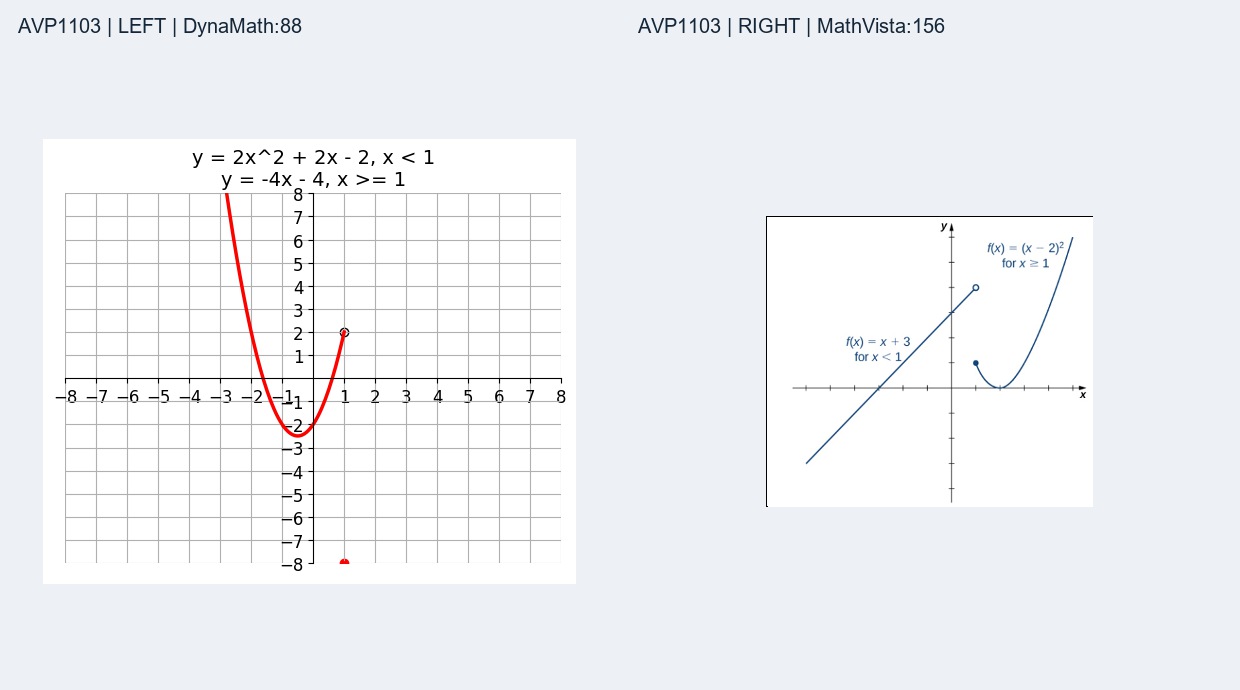 AVP1103 | LEFT | DynaMath:88
AVP1103 | RIGHT | MathVista:156
y = 2x^2 + 2x - 2, x < 1
y = -4x - 4, x >= 1
8
7
6
5
4
3
2
1
−8 −7 −6 −5 −4 −3 −2 −1 1 2 3 4 5 6 7 8
−1
−2
−3
−4
−5
−6
−7
−8
y
f(x) = (x − 2)²
for x ≥ 1
f(x) = x + 3
for x < 1
x